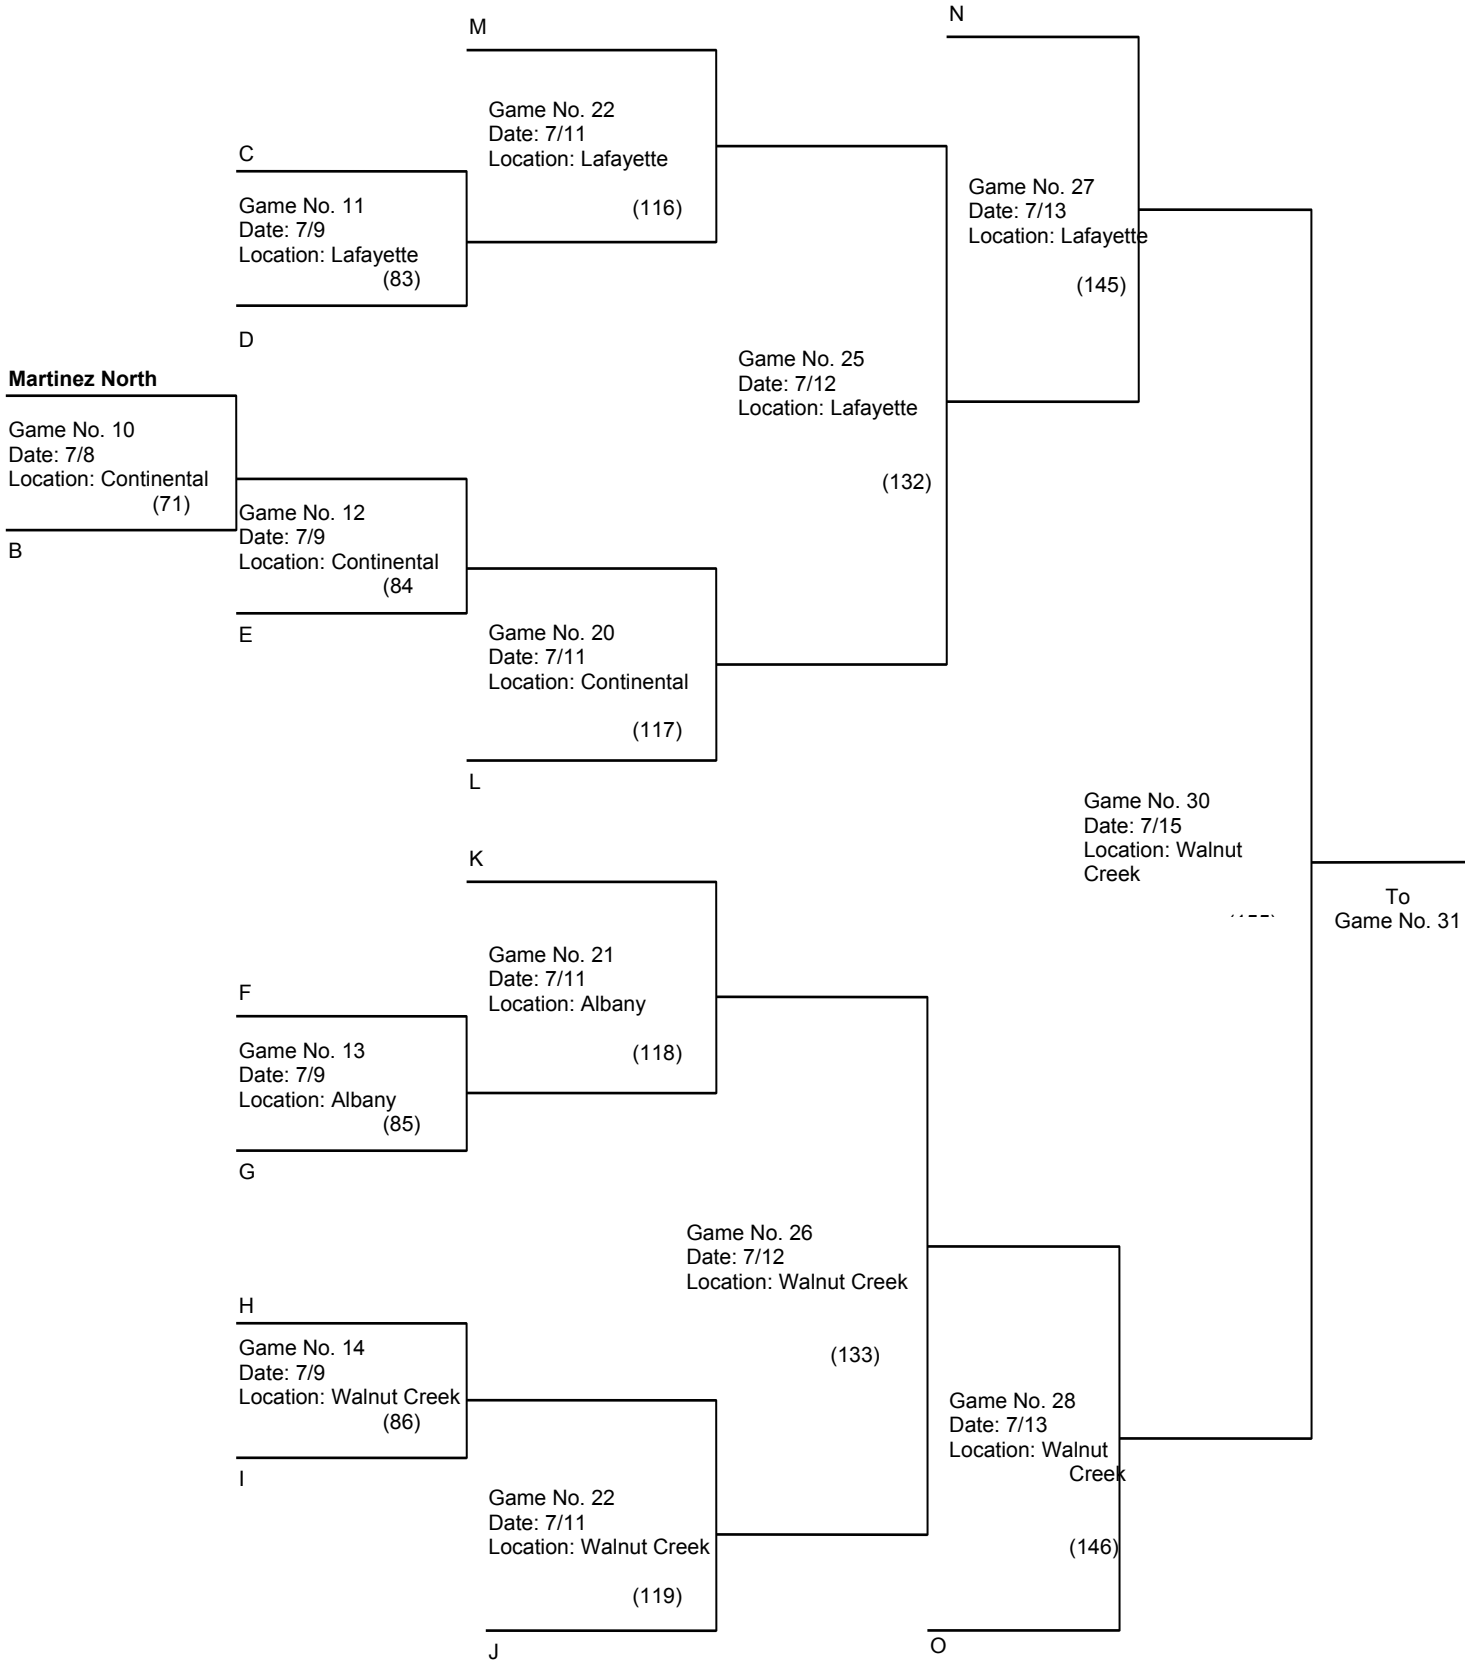 M
N
Game No. 22
Date: 7/11
Location: Lafayette
(116)
C
Game No. 11
Date: 7/9
Location: Lafayette
(83)
D
Game No. 27
Date: 7/13
Location: Lafayette
(145)
Martinez North
Game No. 10
Date: 7/8
Location: Continental
(71)
B
Game No. 25
Date: 7/12
Location: Lafayette
(132)
Game No. 12
Date: 7/9
Location: Continental
(84
E
Game No. 20
Date: 7/11
Location: Continental
(117)
L
Game No. 30
Date: 7/15
Location: Walnut
Creek
To
Game No. 31
K
Game No. 21
Date: 7/11
Location: Albany
(118)
F
Game No. 13
Date: 7/9
Location: Albany
(85)
G
Game No. 26
Date: 7/12
Location: Walnut Creek
(133)
H
Game No. 14
Date: 7/9
Location: Walnut Creek
(86)
I
Game No. 28
Date: 7/13
Location: Walnut
Creek
(146)
Game No. 22
Date: 7/11
Location: Walnut Creek
(119)
J
O